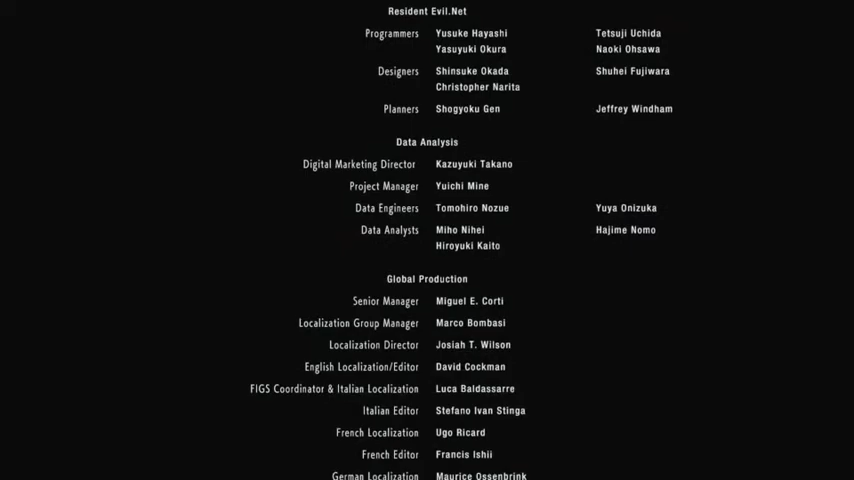 Resident Evil.Net
Programmers Yusuke Hayashi Tetsuji Uchida
Yasuyuki Okura Naoki Ohsawa
Designers Shinsuke Okada Shuhei Fujiwara
Christopher Narita
Planners Shogyoku Gen Jeffrey Windham
Data Analysis
Digital Marketing Director Kazuyuki Takano
Project Manager Yuichi Mine
Data Engineers Tomohiro Nozue Yuya Onizuka
Data Analysts Miho Nihei Hajime Nomo
Hiroyuki Kaito
Global Production
Senior Manager Miguel E. Corti
Localization Group Manager Marco Bombasi
Localization Director Josiah T. Wilson
English Localization/Editor David Cockman
FIGS Coordinator & Italian Localization Luca Baldassarre
Italian Editor Stefano Ivan Stinga
French Localization Ugo Ricard
French Editor Francis Ishii
German Localization Maurice Ossenbrink